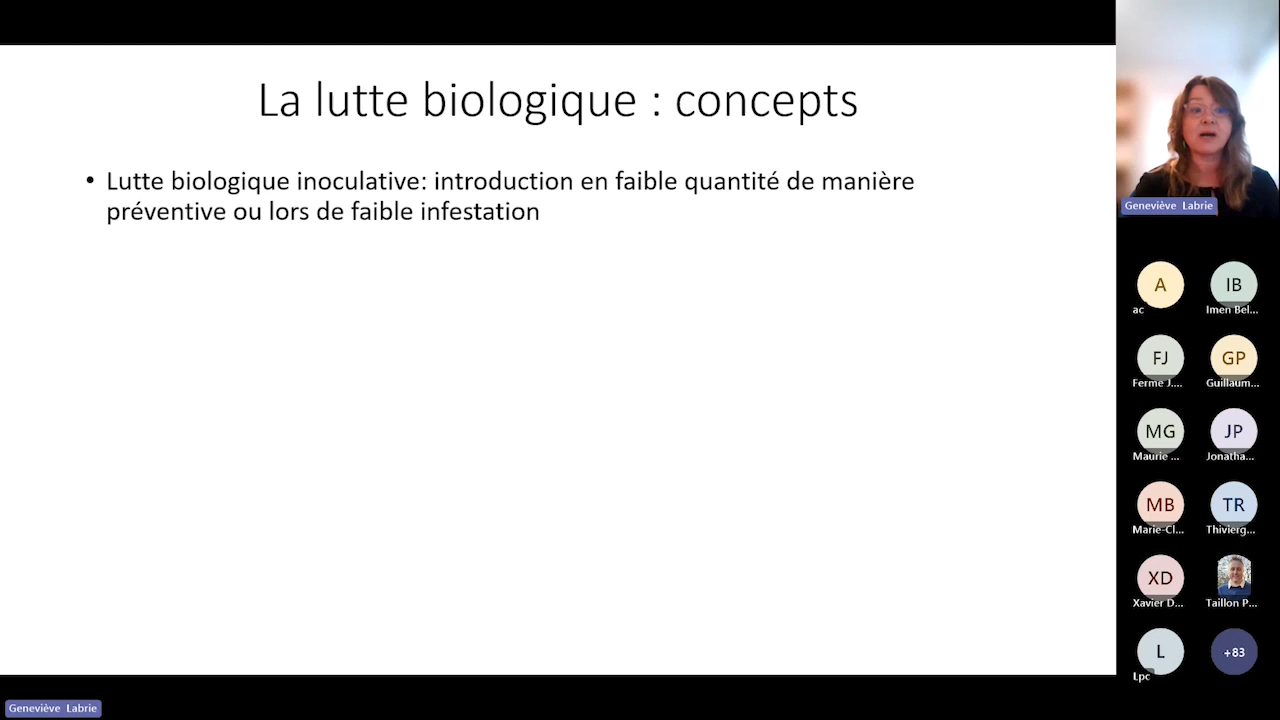 La lutte biologique : concepts
• Lutte biologique inoculative: introduction en faible quantité de manière
préventive ou lors de faible infestation
Geneviève Labrie
A
ac
IB
Imen Bel...
FJ
Ferme J....
GP
Guillaum...
MG
Maurie ...
JP
Jonatha...
MB
Marie-Cl...
TR
Thivierg...
XD
Xavier D...
Taillon P...
L
Lpc
+83
Geneviève Labrie